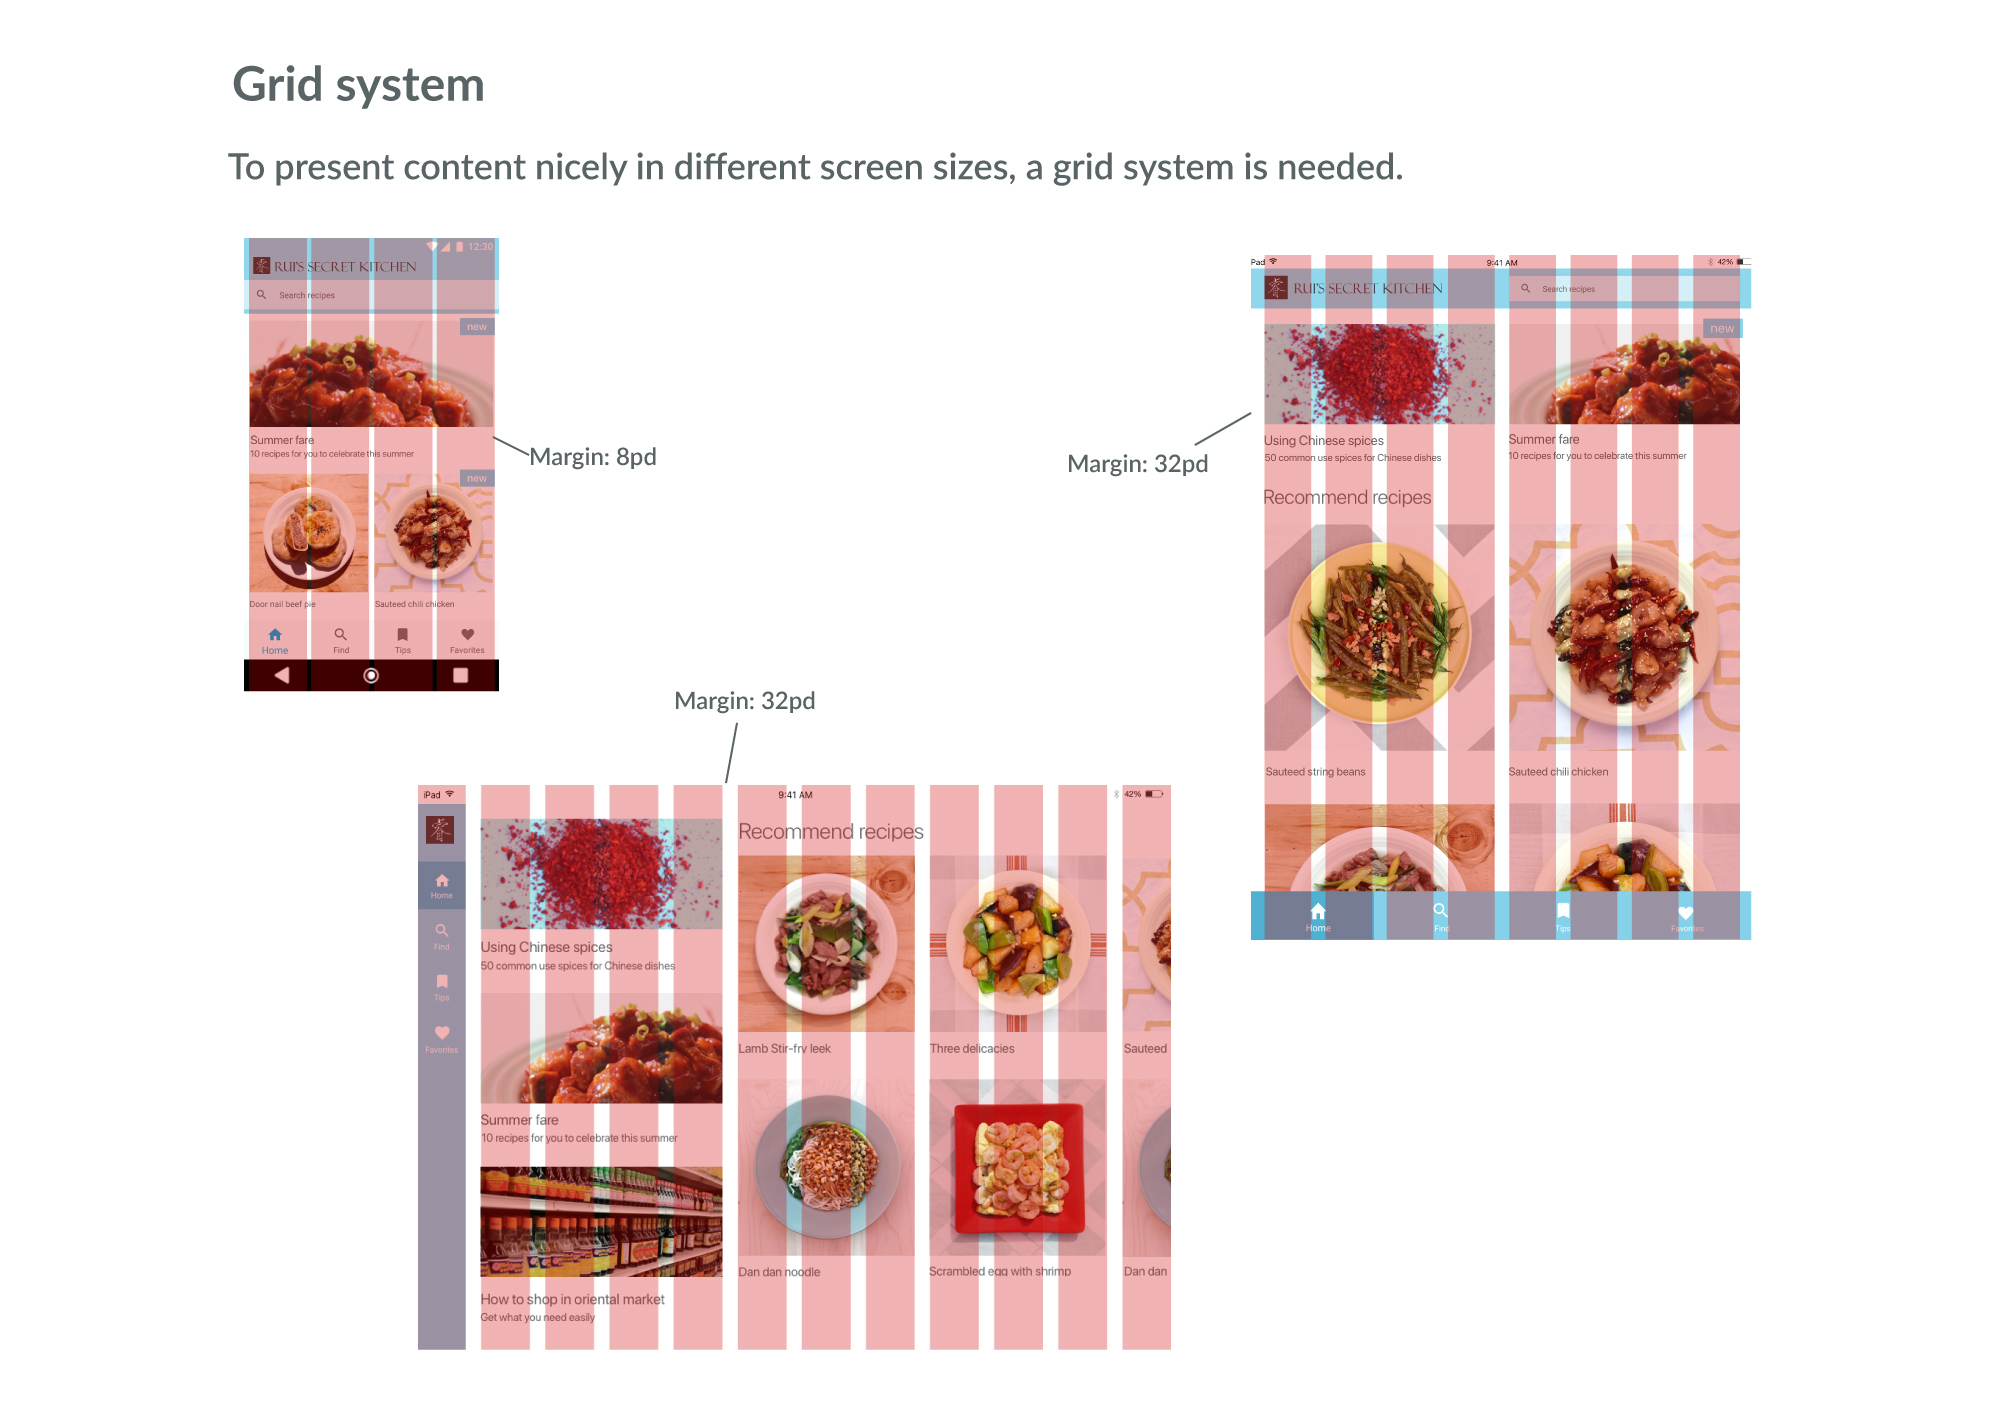 Grid system
To present content nicely in different screen sizes, a grid system is needed.
12:30
RUI'S SECRET KITCHEN
Search recipes
new
Summer fare
10 recipes for you to celebrate this summer
new
Door nail beef pie
Sauteed chili chicken
Home
Find
Tips
Favorites
Margin: 8pd
Margin: 32pd
Pad
9:41 AM
42%
RUI'S SECRET KITCHEN
Search recipes
new
Using Chinese spices
50 common use spices for Chinese dishes
Summer fare
10 recipes for you to celebrate this summer
Recommend recipes
Sauteed string beans
Sauteed chili chicken
Home
Find
Tips
Favorites
Margin: 32pd
iPad
9:41 AM
42%
Home
Find
Tips
Favorites
Using Chinese spices
50 common use spices for Chinese dishes
Summer fare
10 recipes for you to celebrate this summer
How to shop in oriental market
Get what you need easily
Recommend recipes
Lamb Stir-fry leek
Three delicacies
Sauteed
Dan dan noodle
Scrambled egg with shrimp
Dan dan